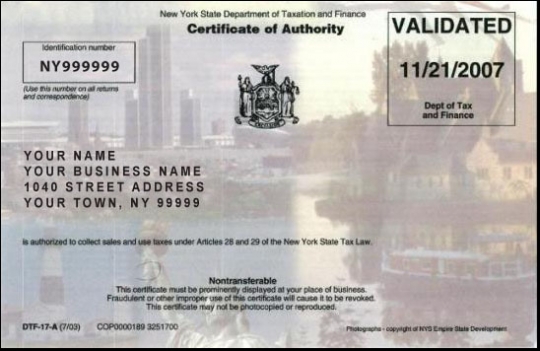 New York State Department of Taxation and Finance
Certificate of Authority
Identification number
NY999999
(Use this number on all returns
and correspondence)
VALIDATED
11/21/2007
Dept of Tax
and Finance
YOUR NAME
YOUR BUSINESS NAME
1040 STREET ADDRESS
YOUR TOWN, NY 99999
is authorized to collect sales and use taxes under Articles 28 and 29 of the New York State Tax Law.
Nontransferable
This certificate must be prominently displayed at your place of business.
Fraudulent or other improper use of this certificate will cause it to be revoked.
This certificate may not be photocopied or reproduced.
DTF-17-A (7/03) COP0000189 3251700
Photographs - copyright of NYS Empire State Development